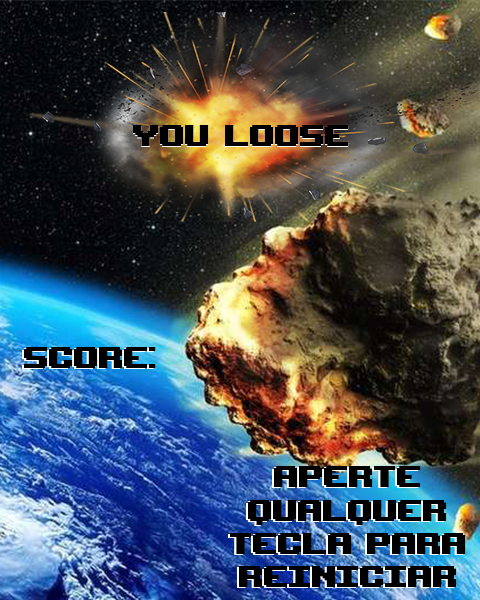 YOU LOOSE
SCORE:
APERTE
QUALQUER
TECLA PARA
REINICIAR